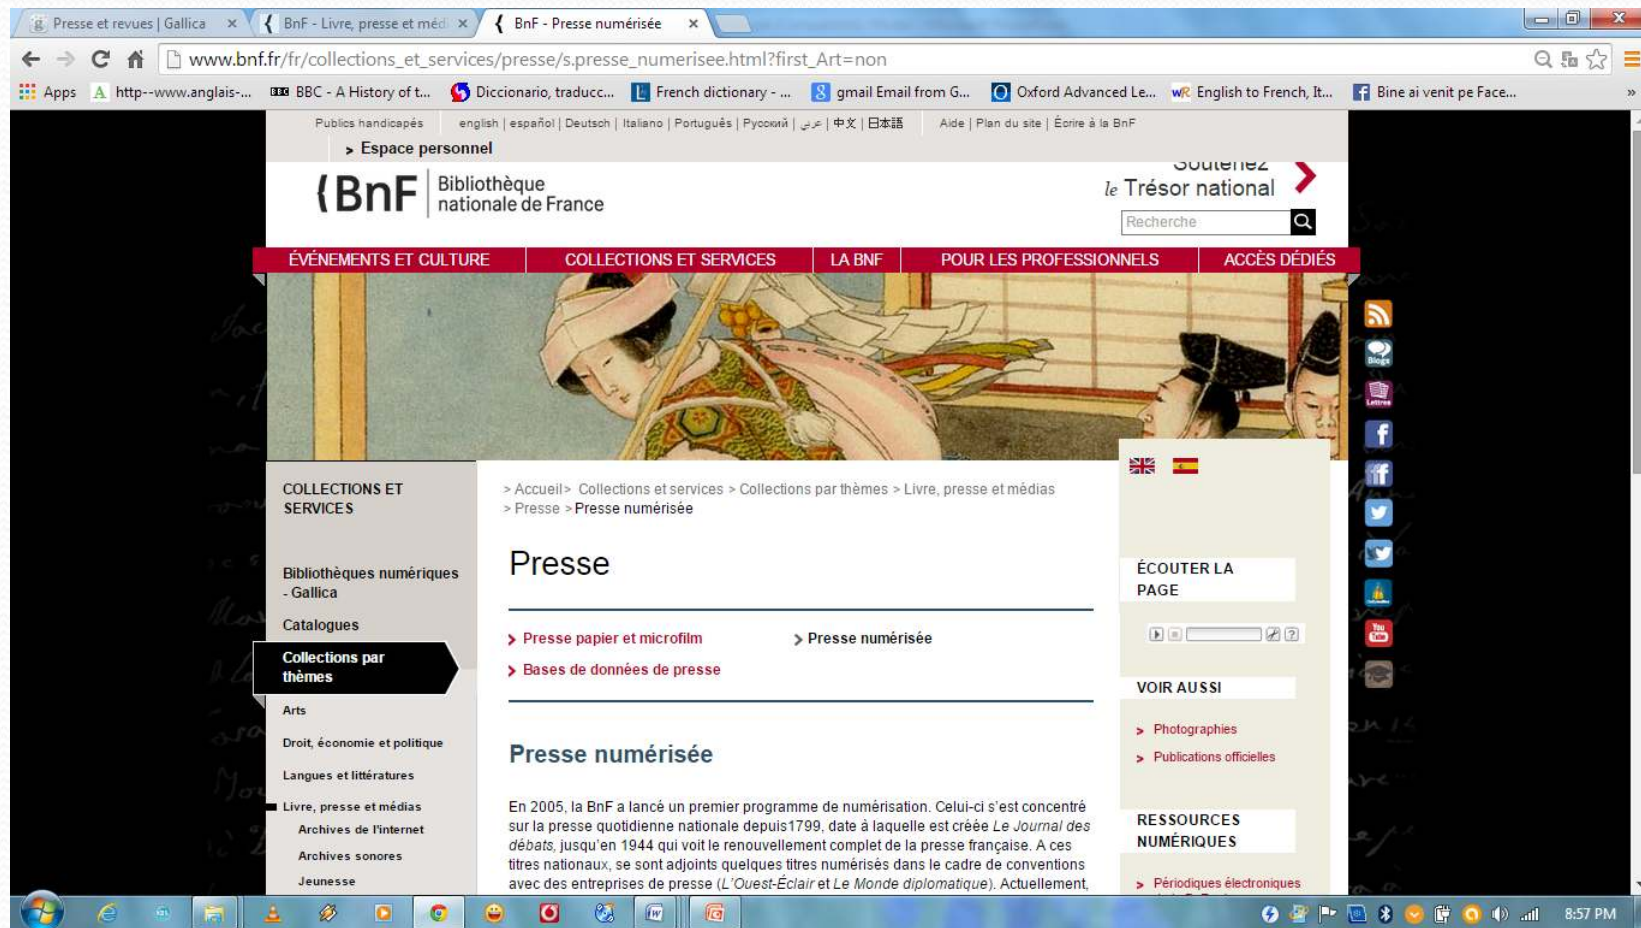 Presse et revues | Gallica
BnF - Livre, presse et méd
BnF - Presse numérisée
www.bnf.fr/fr/collections_et_services/presse/s.presse_numerisee.html?first_Art=non
Apps http--www.anglais-... BBC - A History of t... Diccionario, traducc... French dictionary - ... gmail Email from G... Oxford Advanced Le... English to French, It... Bine ai venit pe Face... »
Publics handicapés english | español | Deutsch | Italiano | Português | Русский | عربي | 中文 | 日本語 Aide | Plan du site | Écrire à la BnF
> Espace personnel
Soutenez
le Trésor national
BnF Bibliothèque
nationale de France
Recherche
ÉVÉNEMENTS ET CULTURE COLLECTIONS ET SERVICES LA BNF POUR LES PROFESSIONNELS ACCÈS DÉDIÉS
Blogs
Lettres
You
Tube
COLLECTIONS ET
SERVICES
Bibliothèques numériques
- Gallica
Catalogues
Collections par
thèmes
Arts
Droit, économie et politique
Langues et littératures
Livre, presse et médias
Archives de l'internet
Archives sonores
Jeunesse
> Accueil> Collections et services > Collections par thèmes > Livre, presse et médias
> Presse > Presse numérisée
Presse
> Presse papier et microfilm > Presse numérisée
> Bases de données de presse
Presse numérisée
En 2005, la BnF a lancé un premier programme de numérisation. Celui-ci s'est concentré
sur la presse quotidienne nationale depuis1799, date à laquelle est créée Le Journal des
débats, jusqu'en 1944 qui voit le renouvellement complet de la presse française. A ces
titres nationaux, se sont adjoints quelques titres numérisés dans le cadre de conventions
avec des entreprises de presse (L'Ouest-Éclair et Le Monde diplomatique). Actuellement,
ÉCOUTER LA
PAGE
VOIR AUSSI
> Photographies
> Publications officielles
RESSOURCES
NUMÉRIQUES
> Périodiques électroniques
8:57 PM